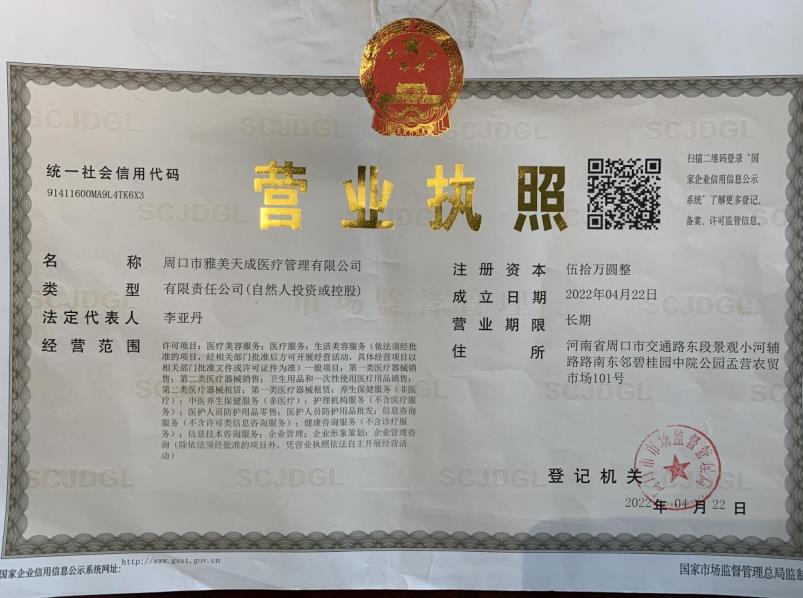 统一社会信用代码
91411600MA9L4TK6X3
营业执照
扫描二维码登录‘国
家企业信用信息公示
系统’了解更多登记、
备案、许可监管信息。
名称 周口市雅美天成医疗管理有限公司
类型 有限责任公司(自然人投资或控股)
法定代表人 李亚丹
经营范围 许可项目：医疗美容服务；医疗服务；生活美容服务（依法须经批
准的项目，经相关部门批准后方可开展经营活动，具体经营项目以
相关部门批准文件或许可证件为准）一般项目：第一类医疗器械销
售；第二类医疗器械销售；卫生用品和一次性使用医疗用品销售；
第二类医疗器械租赁；第一类医疗器械租赁；养生保健服务（非医
疗）；中医养生保健服务（非医疗）；护理机构服务（不含医疗服
务）；医护人员防护用品零售；医护人员防护用品批发；信息咨询
服务（不含许可类信息咨询服务）；健康咨询服务（不含诊疗服
务）；信息技术咨询服务；企业管理；企业形象策划；企业管理咨
询（除依法须经批准的项目外，凭营业执照依法自主开展经营活
动）
注册资本 伍拾万圆整
成立日期 2022年04月22日
营业期限 长期
住所 河南省周口市交通路东段景观小河辅
路路南东邻碧桂园中院公园孟营农贸
市场101号
登记机关
2022年04月22日
国家企业信用信息公示系统网址：http://www.gsxt.gov.cn
国家市场监督管理总局监制
SCJDGL
市场监督管理